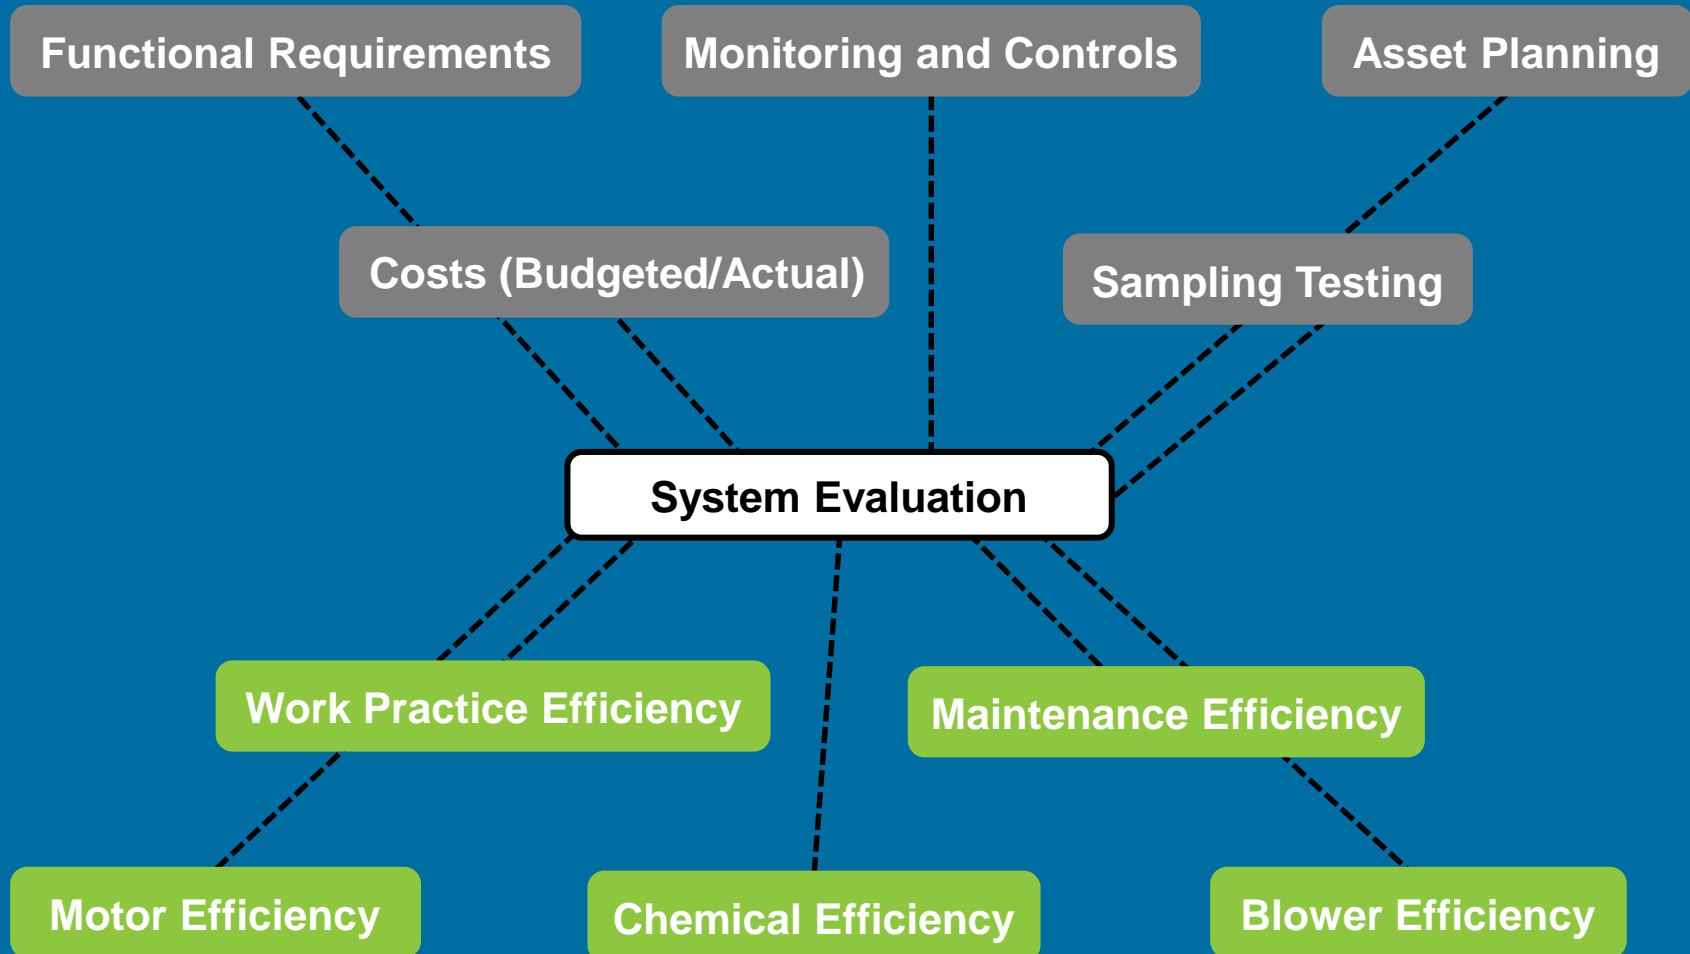 Functional Requirements
Monitoring and Controls
Asset Planning
Costs (Budgeted/Actual)
Sampling Testing
System Evaluation
Work Practice Efficiency
Maintenance Efficiency
Motor Efficiency
Chemical Efficiency
Blower Efficiency